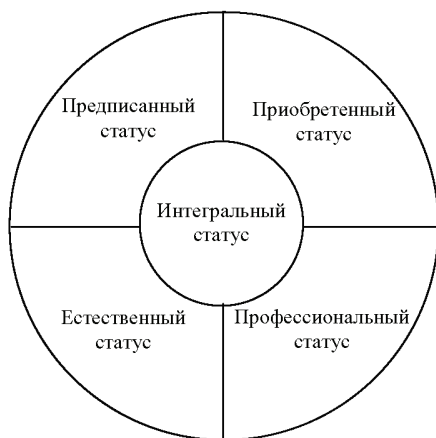 Предписанный
статус
Приобретенный
статус
Интегральный
статус
Естественный
статус
Профессиональный
статус